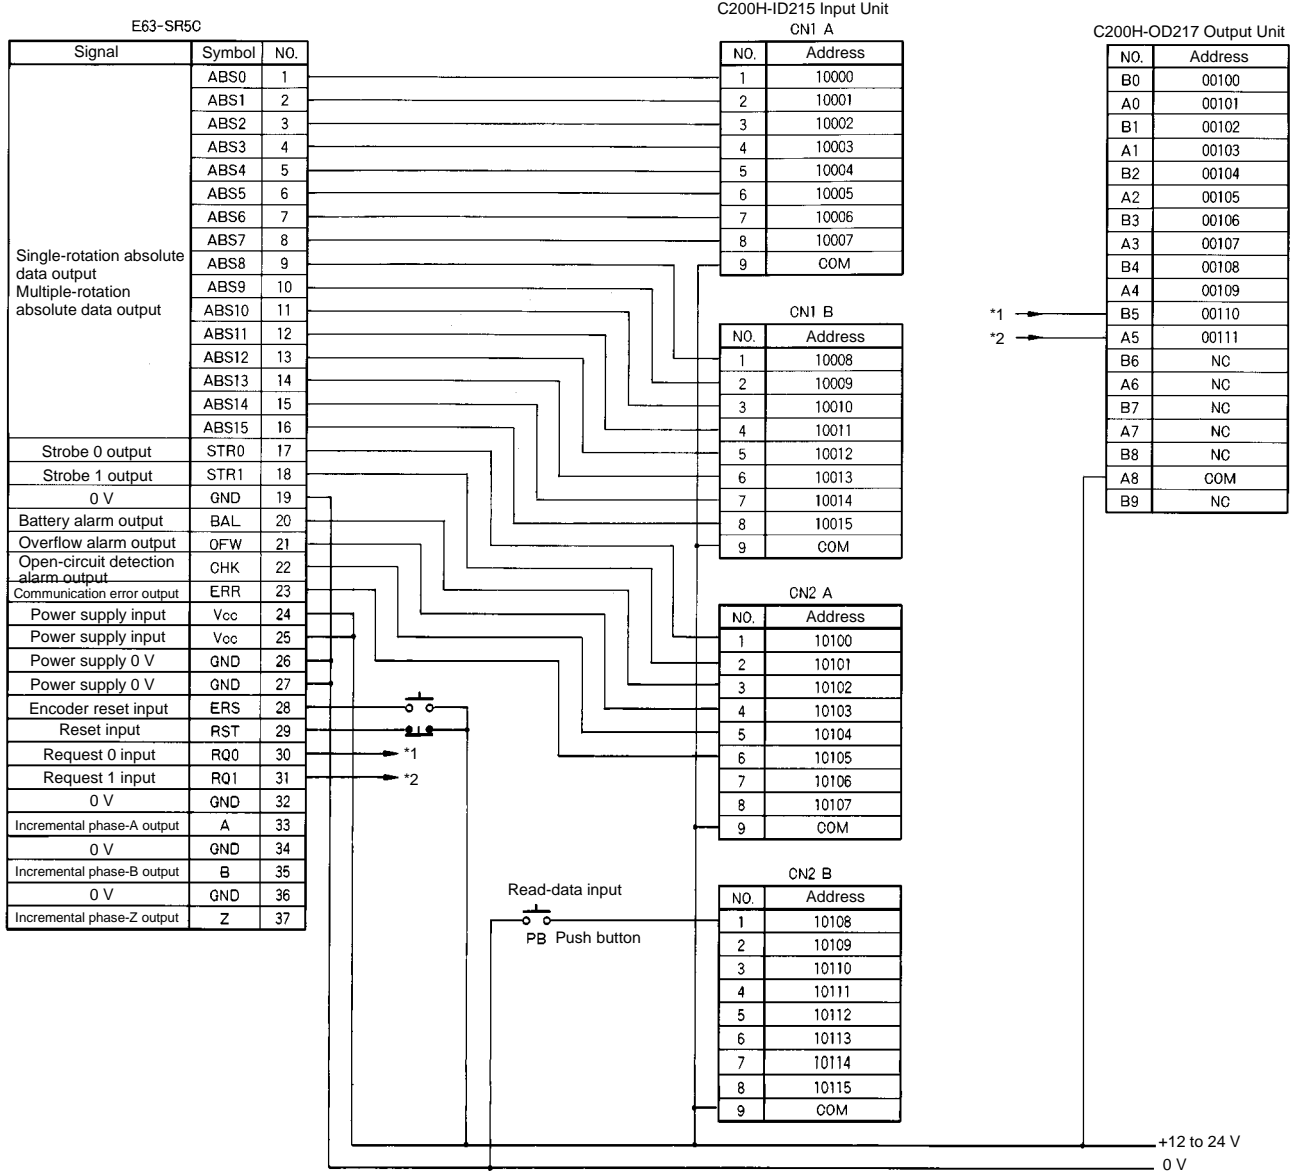 E63-SR5C
Signal Symbol NO.
ABS0 1
ABS1 2
ABS2 3
ABS3 4
ABS4 5
ABS5 6
ABS6 7
ABS7 8
ABS8 9
ABS9 10
ABS10 11
ABS11 12
ABS12 13
ABS13 14
ABS14 15
ABS15 16
Single-rotation absolute
data output
Multiple-rotation
absolute data output
Strobe 0 output STR0 17
Strobe 1 output STR1 18
0 V GND 19
Battery alarm output BAL 20
Overflow alarm output OFW 21
Open-circuit detection
alarm output CHK 22
Communication error output ERR 23
Power supply input Vcc 24
Power supply input Vcc 25
Power supply 0 V GND 26
Power supply 0 V GND 27
Encoder reset input ERS 28
Reset input RST 29
Request 0 input RQ0 30
Request 1 input RQ1 31
0 V GND 32
Incremental phase-A output A 33
0 V GND 34
Incremental phase-B output B 35
0 V GND 36
Incremental phase-Z output Z 37
*1
*2
Read-data input
PB Push button
C200H-ID215 Input Unit
CN1 A
NO. Address
1 10000
2 10001
3 10002
4 10003
5 10004
6 10005
7 10006
8 10007
9 COM
CN1 B
NO. Address
1 10008
2 10009
3 10010
4 10011
5 10012
6 10013
7 10014
8 10015
9 COM
CN2 A
NO. Address
1 10100
2 10101
3 10102
4 10103
5 10104
6 10105
7 10106
8 10107
9 COM
CN2 B
NO. Address
1 10108
2 10109
3 10110
4 10111
5 10112
6 10113
7 10114
8 10115
9 COM
C200H-OD217 Output Unit
NO. Address
B0 00100
A0 00101
B1 00102
A1 00103
B2 00104
A2 00105
B3 00106
A3 00107
B4 00108
A4 00109
*1 B5 00110
*2 A5 00111
B6 NC
A6 NC
B7 NC
A7 NC
B8 NC
A8 COM
B9 NC
+12 to 24 V
0 V